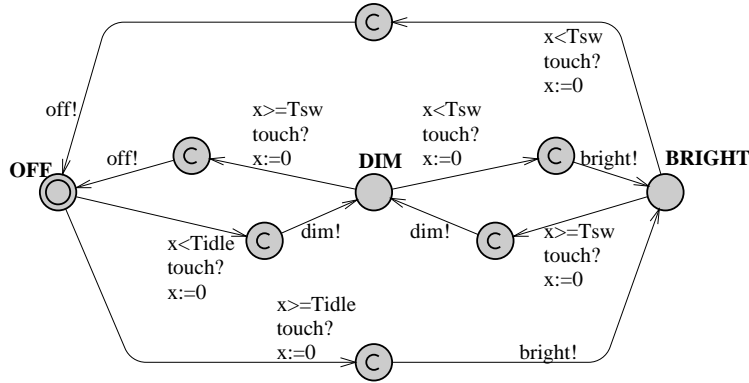 C
x<Tsw
touch?
x:=0
off!
x>=Tsw
touch?
x:=0
x<Tsw
touch?
x:=0
OFF
off!
C
DIM
C
bright!
BRIGHT
x<Tidle
touch?
x:=0
C
dim!
dim!
C
x>=Tsw
touch?
x:=0
x>=Tidle
touch?
x:=0
C
bright!